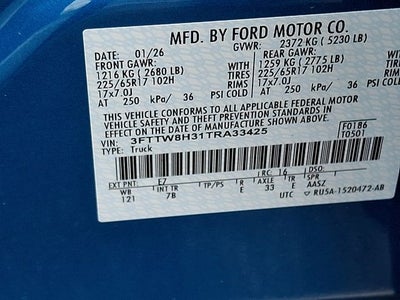 MFD. BY FORD MOTOR CO.
DATE: 01/26 GVWR: 2372 KG ( 5230 LB)
FRONT GAWR: REAR GAWR:
1216 KG ( 2680 LB) 1259 KG ( 2775 LB)
225/65R17 102H TIRES 225/65R17 102H
17x7.0J RIMS 17x7.0J
AT 250 kPa/ 36 PSI COLD AT 250 kPa/ 36
THIS VEHICLE CONFORMS TO ALL APPLICABLE FEDERAL
MOTOR VEHICLE SAFETY AND
STANDARDS IN EFFECT ON THE DATE OF MANUFACTURE
SHOWN ABOVE.
VIN: 3FTTW8H31TRA33425 F0186
TYPE: Truck T0501
RC: 16 DSO:
EXT PNT: E7
WB INT TR TP/PS R AXLE TR SPR
121 7B E 33 E AASZ
UTC RU5A-1520472-AB